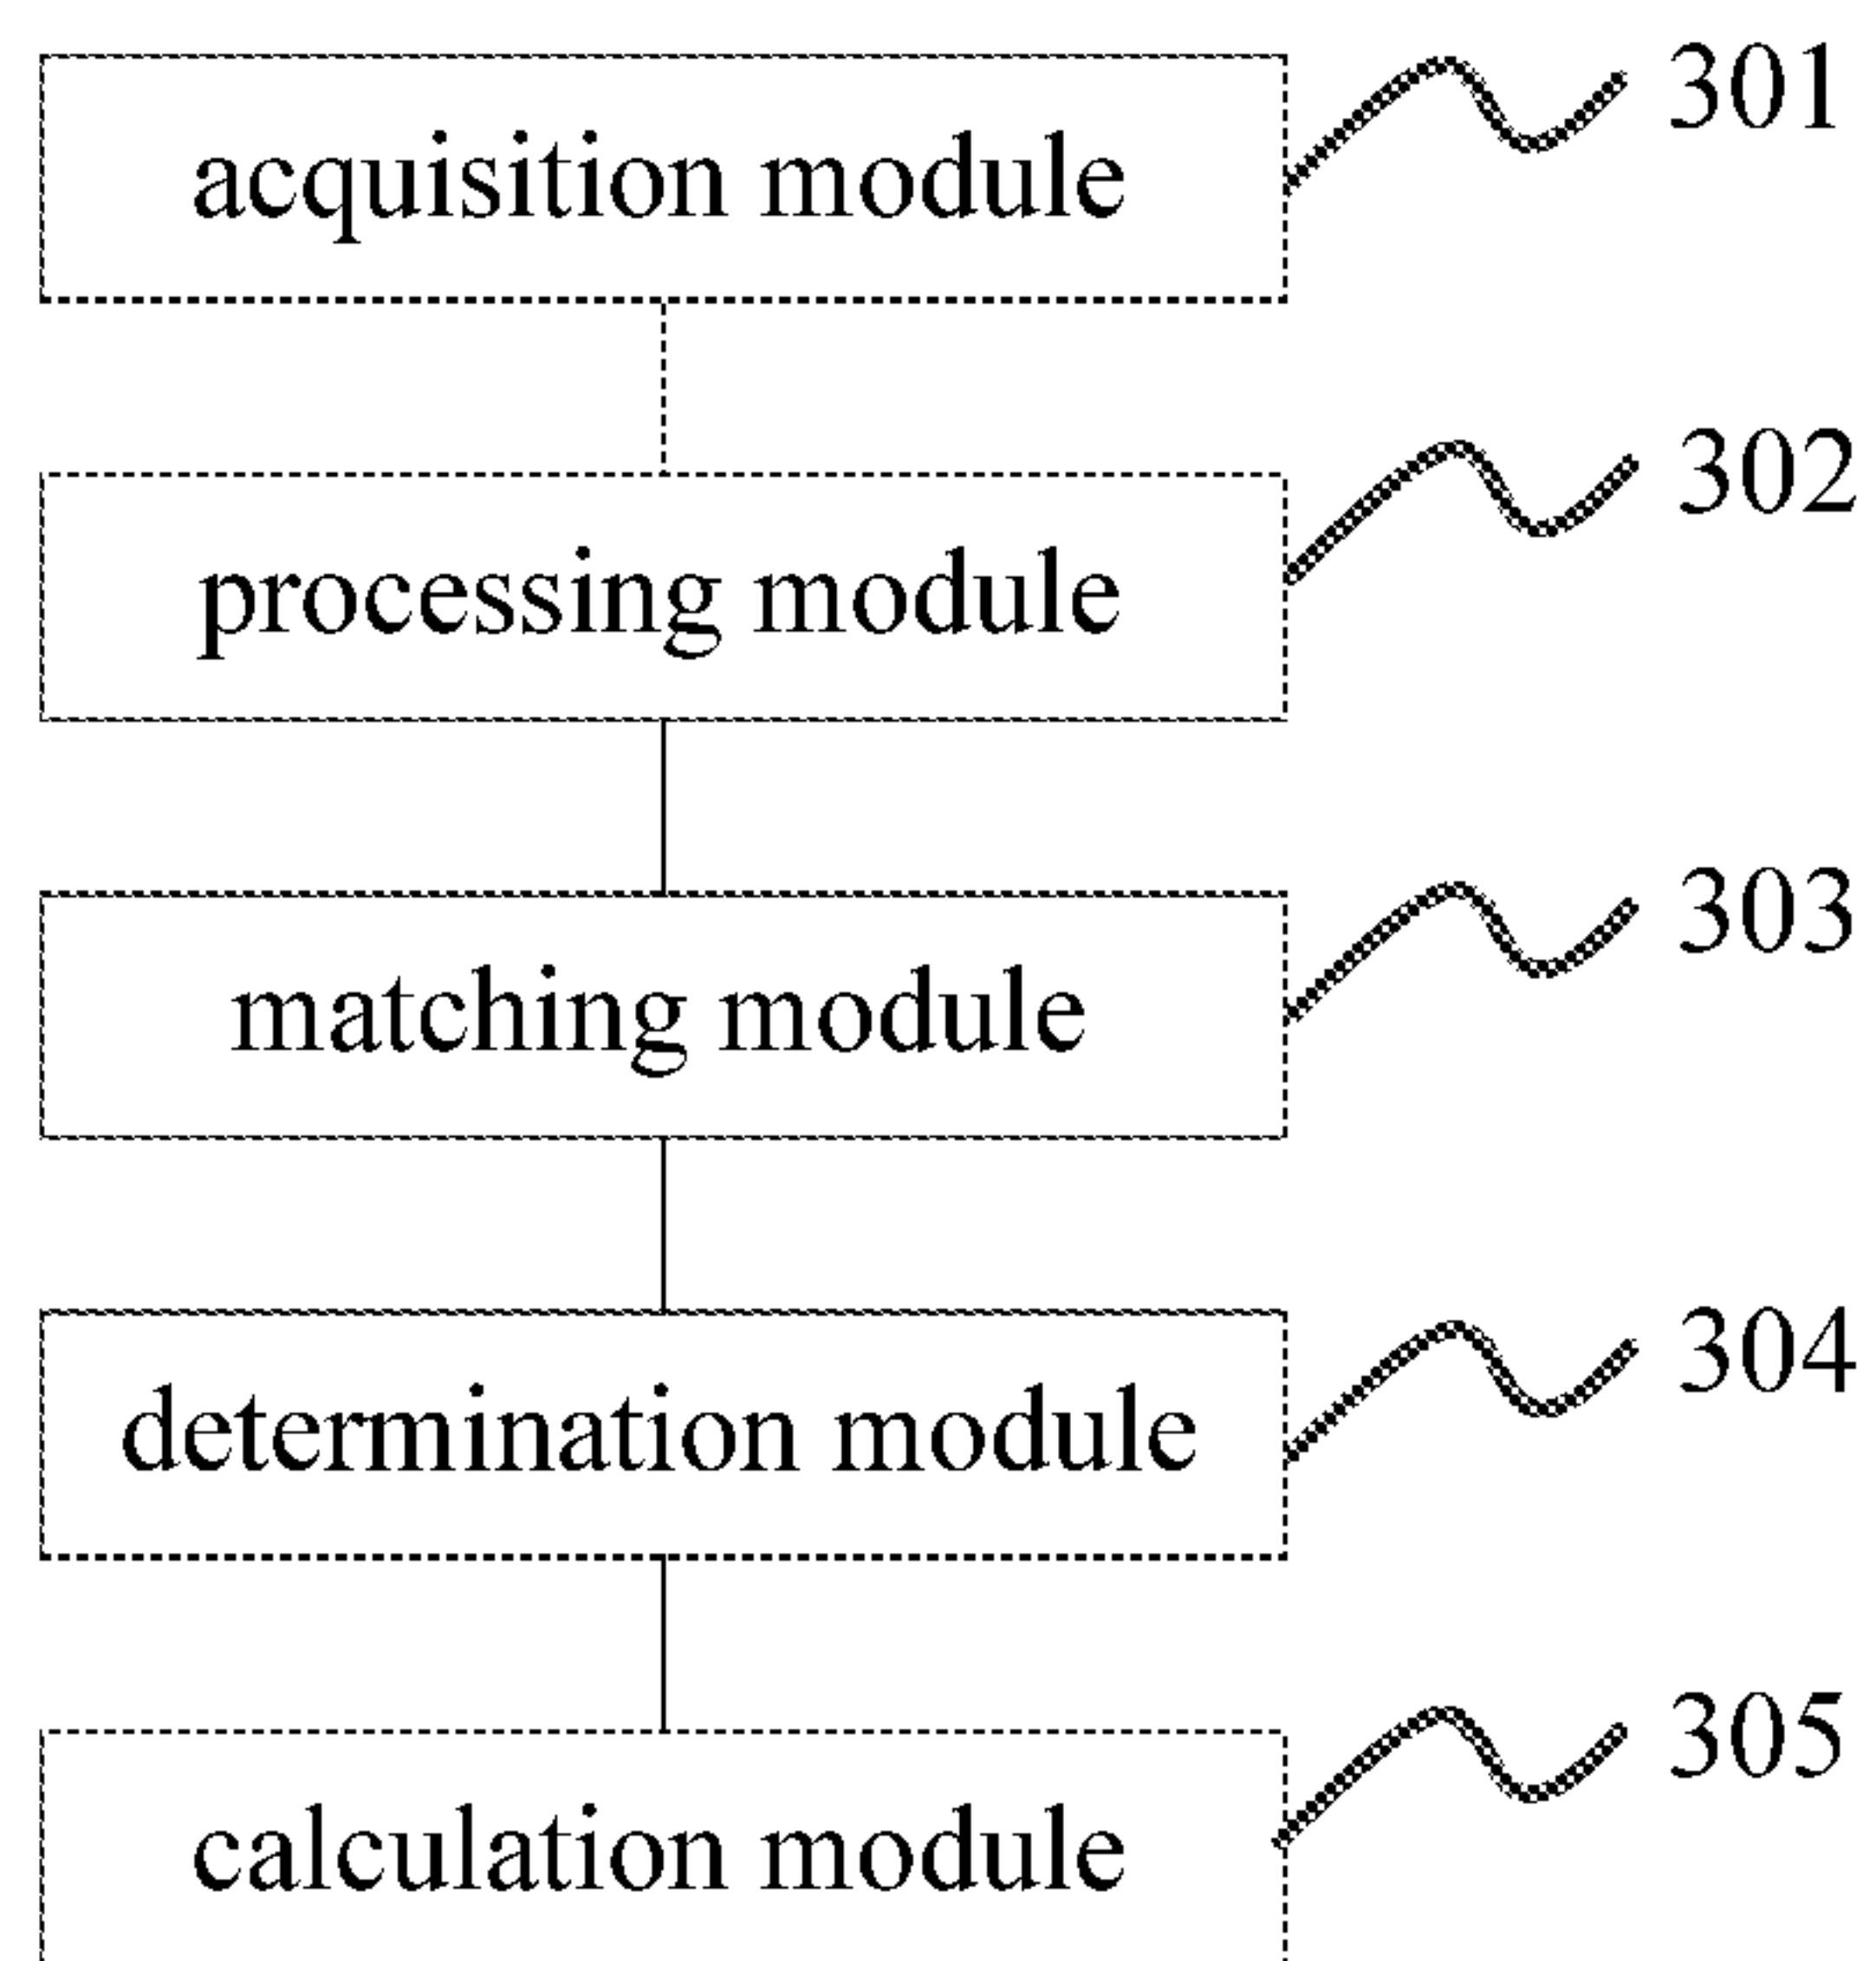 acquisition module 301
processing module 302
matching module 303
determination module 304
calculation module 305